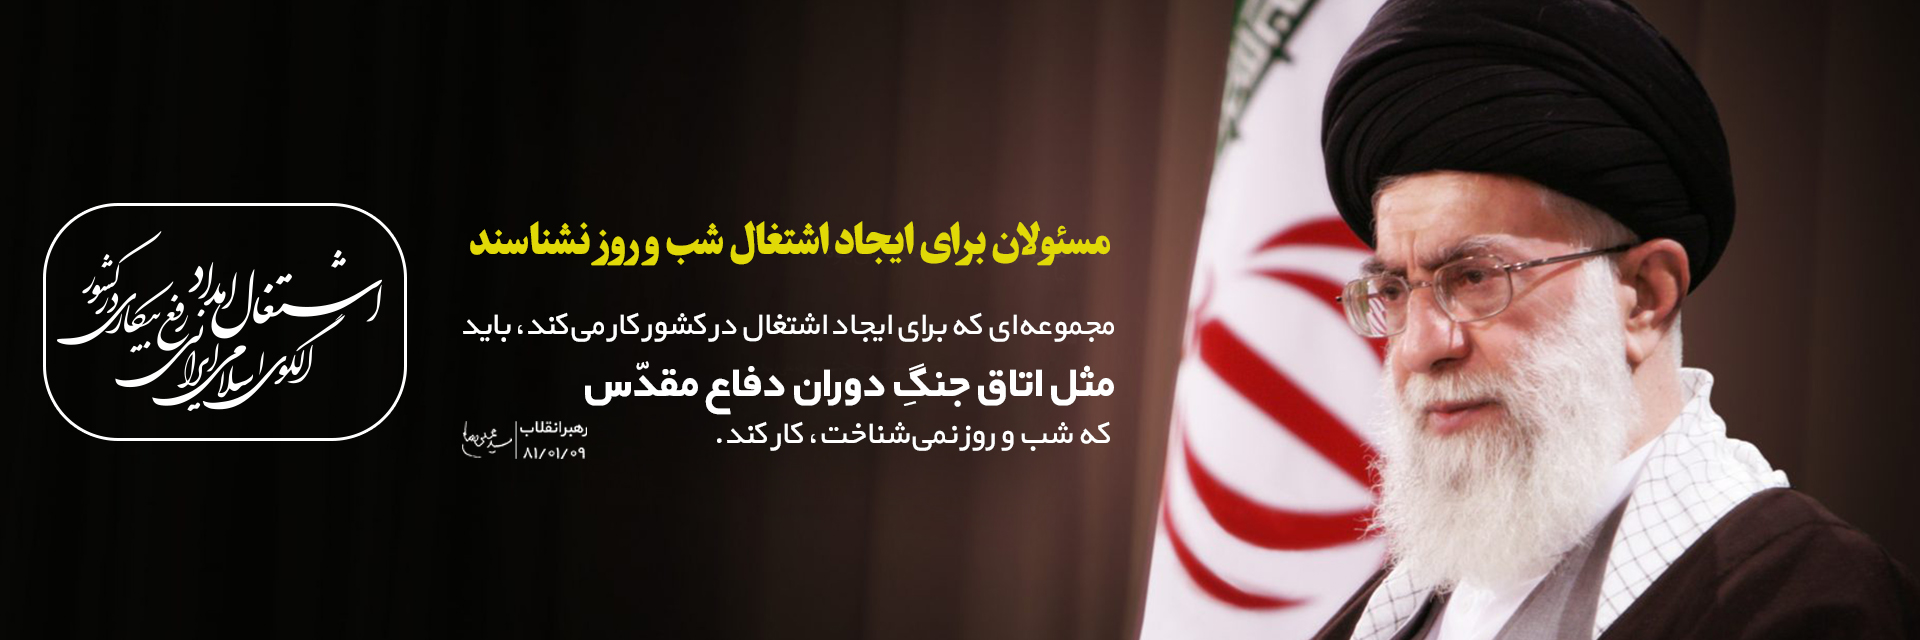 مسئولان برای ایجاد اشتغال شب و روز نشناسند
مجموعه‌ای که برای ایجاد اشتغال در کشور کار می‌کند، باید
مثل اتاق جنگِ دوران دفاع مقدّس
که شب و روز نمی‌شناخت، کار کند.
رهبر انقلاب
۸۱/۰۱/۰۹
اشتغال امداد
الگوی اسلامی ایرانی رفع بیکاری در کشور